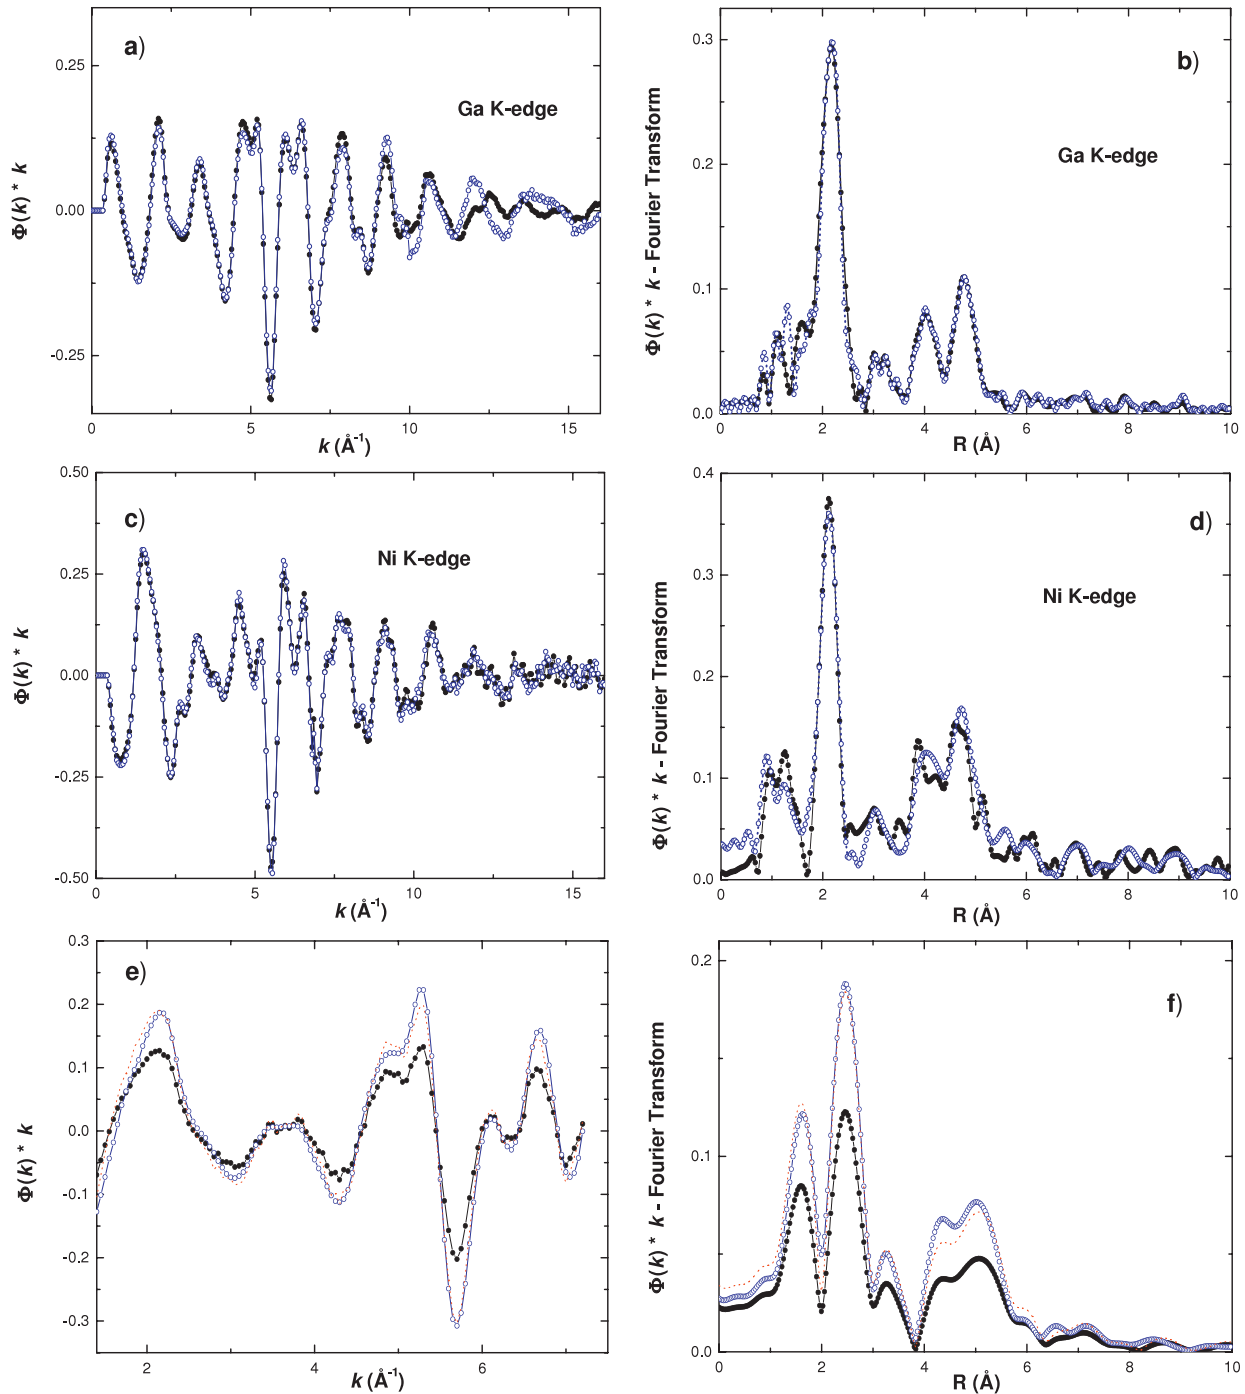 a)
Ga K-edge
0.25
0.00
-0.25
Φ(k) * k
0 5 10 15
k (Å⁻¹)
b)
Ga K-edge
0.3
0.2
0.1
0.0
Φ(k) * k - Fourier Transform
0 2 4 6 8 10
R (Å)
c)
Ni K-edge
0.50
0.25
0.00
-0.25
-0.50
Φ(k) * k
0 5 10 15
k (Å⁻¹)
d)
Ni K-edge
0.4
0.3
0.2
0.1
0.0
Φ(k) * k - Fourier Transform
0 2 4 6 8 10
R (Å)
e)
0.3
0.2
0.1
0.0
-0.1
-0.2
-0.3
Φ(k) * k
2 4 6
k (Å⁻¹)
f)
0.2
0.1
0.0
Φ(k) * k - Fourier Transform
0 2 4 6 8 10
R (Å)